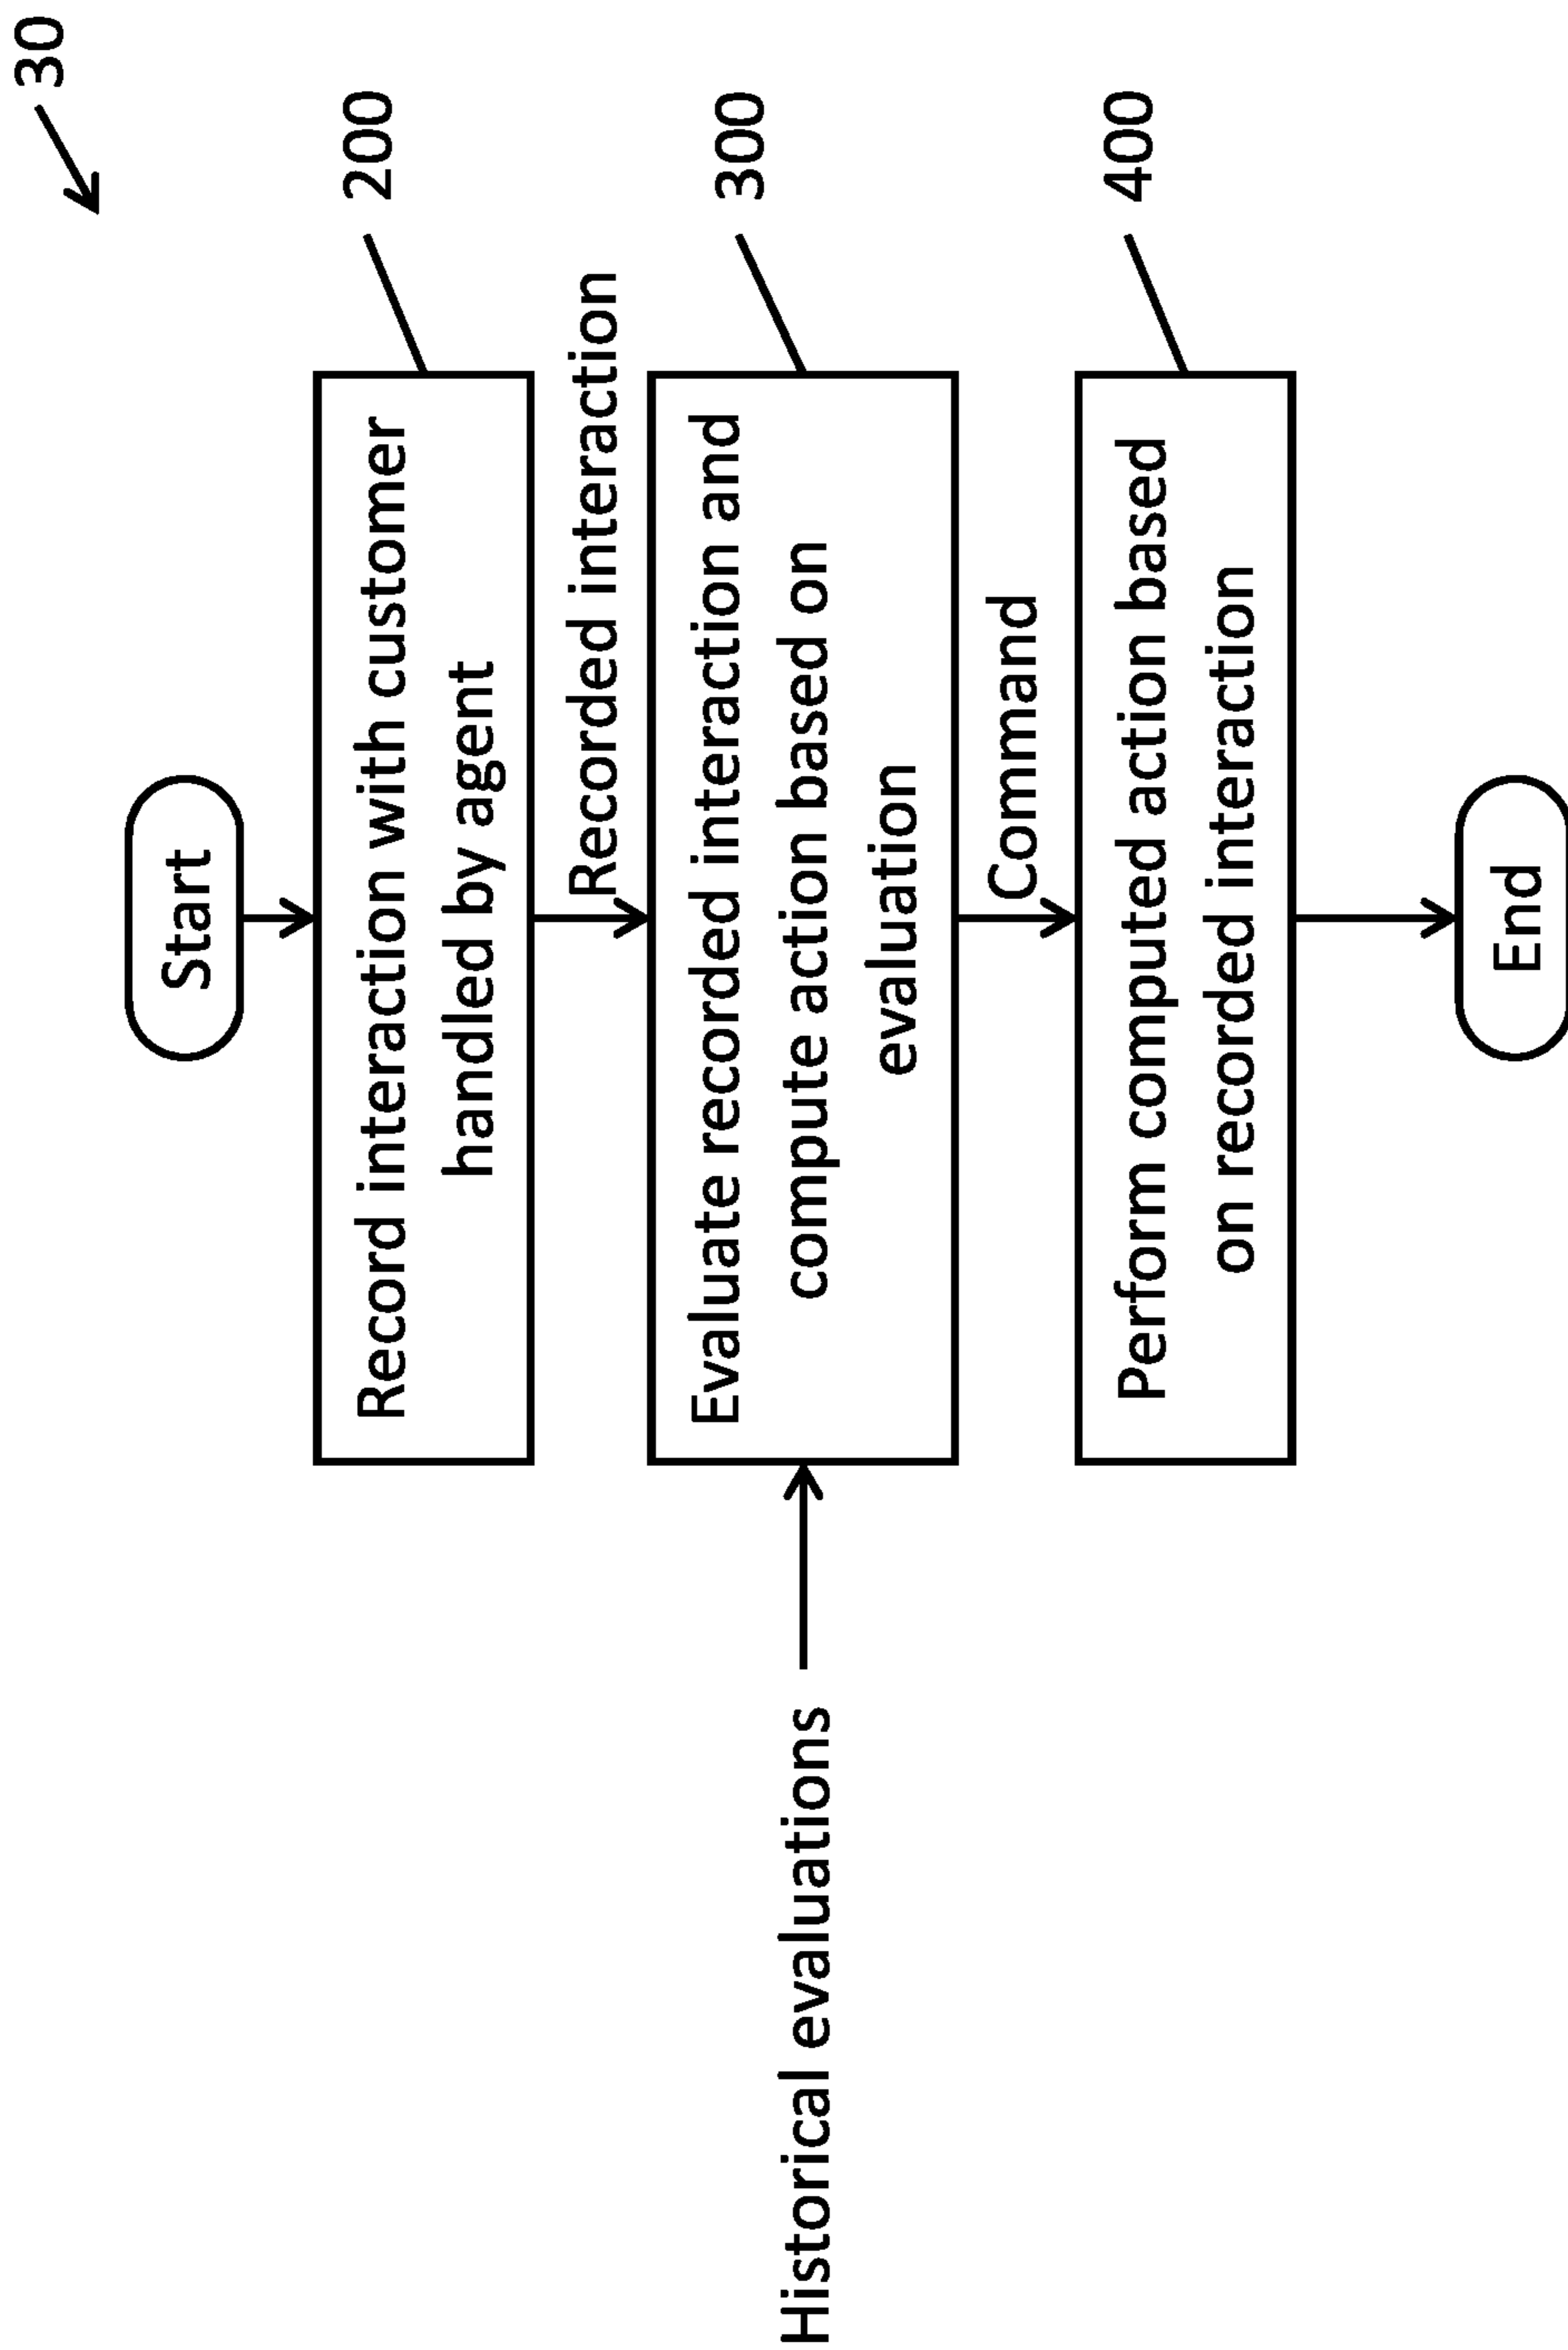 30
Start
Record interaction with customer
handled by agent
200
Recorded interaction
Historical evaluations
Evaluate recorded interaction and
compute action based on
evaluation
300
Command
Perform computed action based
on recorded interaction
400
End